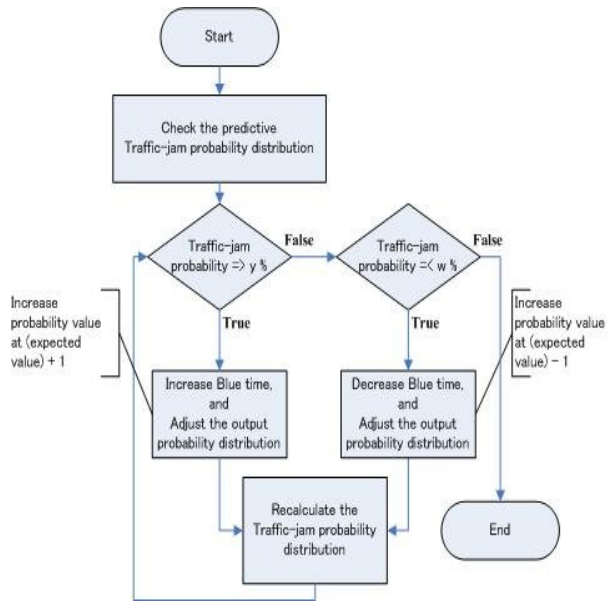 Start
Check the predictive
Traffic-jam probability distribution
Traffic-jam
probability => y %
False
Traffic-jam
probability =< w %
False
True
True
Increase
probability value
at (expected
value) + 1
Increase Blue time,
and
Adjust the output
probability distribution
Decrease Blue time,
and
Adjust the output
probability distribution
Increase
probability value
at (expected
value) - 1
Recalculate the
Traffic-jam probability
distribution
End